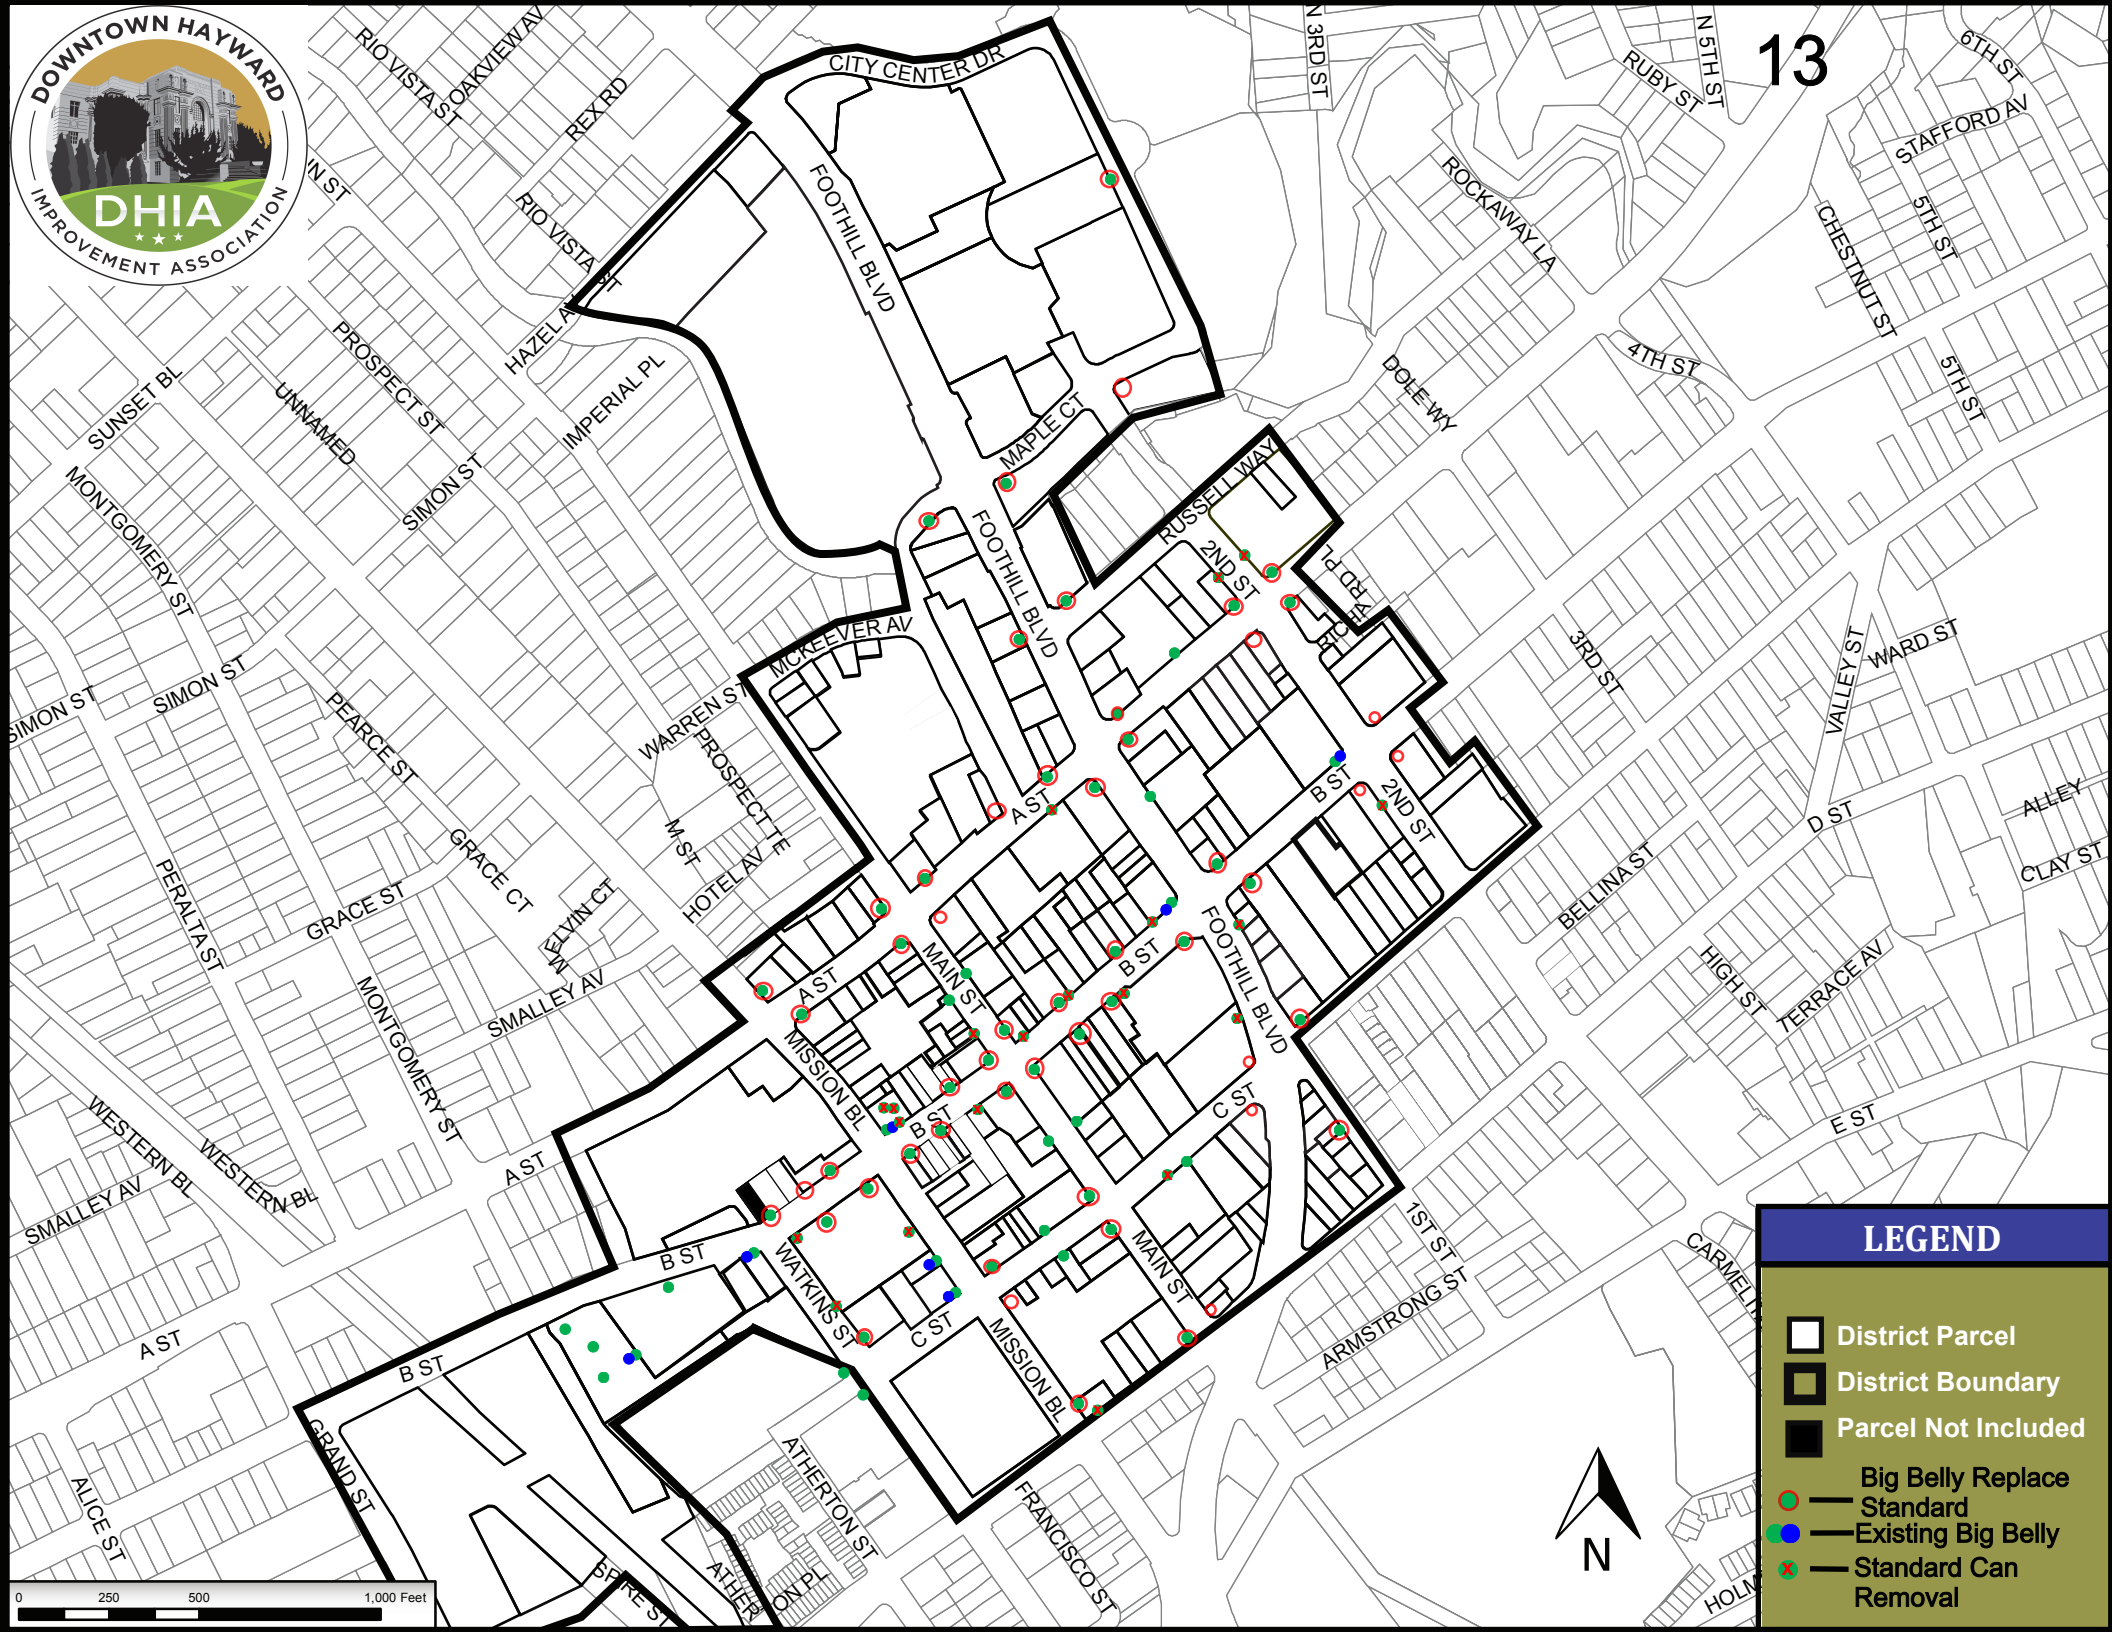 DOWNTOWN HAYWARD
DHIA
IMPROVEMENT ASSOCIATION
13
RIO VISTA ST
OAKVIEW AV
REX RD
RIO VISTA ST
HAZEL A
IMPERIAL PL
CITY CENTER DR
FOOTHILL BLVD
N 3RD ST
N 5TH ST
RUBY ST
6TH ST
STAFFORD AV
ROCKAWAY LA
CHESTNUT ST
5TH ST
4TH ST
5TH ST
DOLE WY
SUNSET BL
PROSPECT ST
UNNAMED
SIMON ST
MONTGOMERY ST
MAPLE CT
RUSSELL WAY
2ND ST
FOOTHILL BLVD
MCKEEVER AV
3RD ST
VALLEY ST
WARD ST
SIMON ST
SIMON ST
PEARCE ST
WARREN ST
PROSPECT TE
M ST
HOTEL AV
A ST
B ST
2ND ST
D ST
ALLEY
CLAY ST
BELLINA ST
HIGH ST
TERRACE AV
GRACE CT
GRACE ST
PERALTA ST
MELVIN CT
SMALLEY AV
MONTGOMERY ST
A ST
MAIN ST
B ST
FOOTHILL BLVD
MISSION BL
B ST
C ST
E ST
WESTERN BL
WESTERN BL
SMALLEY AV
A ST
B ST
WATKINS ST
C ST
MAIN ST
1ST ST
ARMSTRONG ST
CARMELITA
MISSION BL
A ST
B ST
GRAND ST
ALICE ST
ATHERTON ST
FRANCISCO ST
SPIRE ST
ATHER
ON PL
HOLM
N
0 250 500 1,000 Feet
LEGEND
District Parcel
District Boundary
Parcel Not Included
Big Belly Replace
Standard
Existing Big Belly
Standard Can
Removal